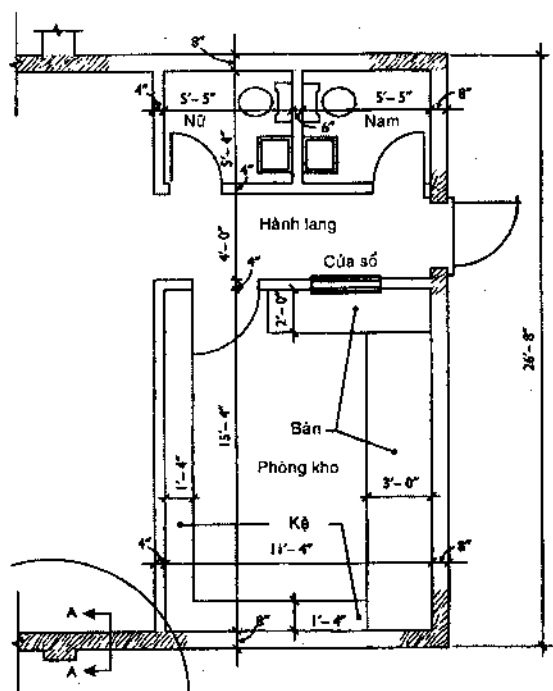 8"
4"
5'-5"
5'-5"
8"
Nữ
6"
Nam
5'-4"
4"
Hành lang
4'-0"
Cửa sổ
4"
2'-0"
26'-8"
15'-4"
Bàn
Phòng kho
1'-4"
3'-0"
Kệ
4"
11'-4"
8"
A
8"
1'-4"
A